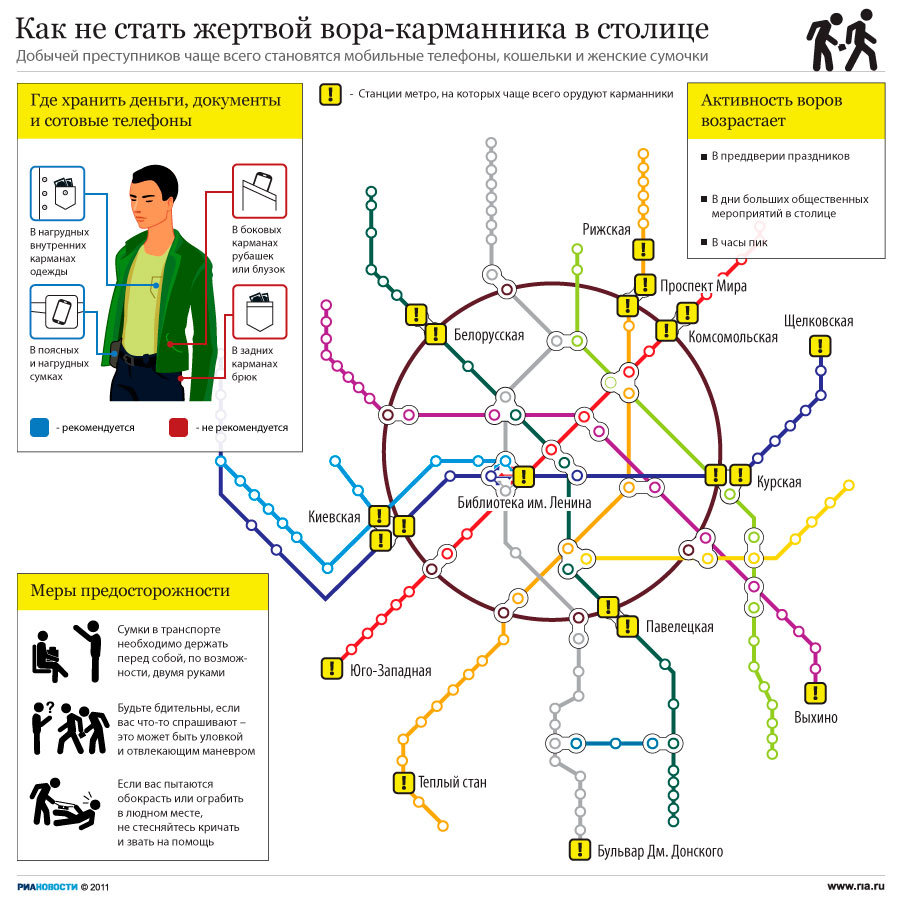 Как не стать жертвой вора-карманника в столице
Добычей преступников чаще всего становятся мобильные телефоны, кошельки и женские сумочки
Где хранить деньги, документы
и сотовые телефоны
В нагрудных
внутренних
карманах
одежды
В боковых
карманах
рубашек
или блузок
В поясных
и нагрудных
сумках
В задних
карманах
брюк
- рекомендуется
- не рекомендуется
! - Станции метро, на которых чаще всего орудуют карманники
Активность воров
возрастает
В преддверии праздников
В дни больших общественных
мероприятий в столице
В часы пик
Рижская
Проспект Мира
Комсомольская
Белорусская
Щелковская
Курская
Библиотека им. Ленина
Киевская
Павелецкая
Юго-Западная
Выхино
Теплый стан
Бульвар Дм. Донского
Меры предосторожности
Сумки в транспорте
необходимо держать
перед собой, по возмож-
ности, двумя руками
?
Будьте бдительны, если
вас что-то спрашивают –
это может быть уловкой
и отвлекающим маневром
Если вас пытаются
обокрасть или ограбить
в людном месте,
не стесняйтесь кричать
и звать на помощь
РИАНОВОСТИ © 2011
www.ria.ru